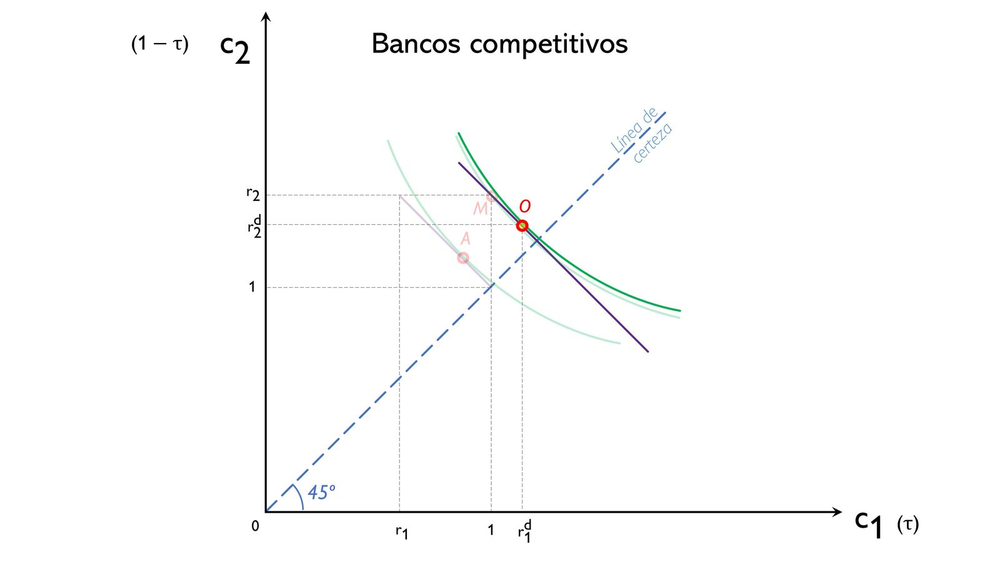 Bancos competitivos
(1 − τ) c₂
Línea de
certeza
r₂
r₂ᵈ
1
M
O
A
45º
0
r₁
1
r₁ᵈ
c₁ (τ)